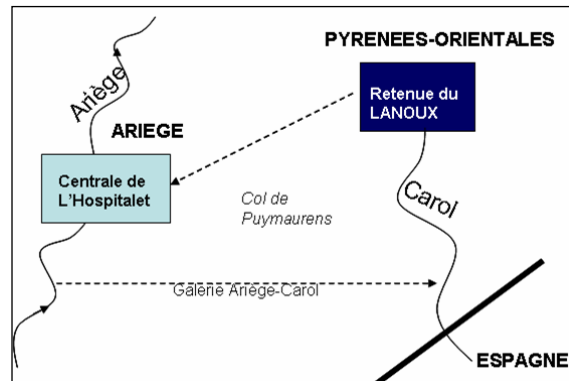 PYRENEES-ORIENTALES
Ariège
Retenue du
LANOUX
ARIEGE
Centrale de
L'Hospitalet
Carol
Col de
Puymaurens
Galerie Ariège-Carol
ESPAGNE